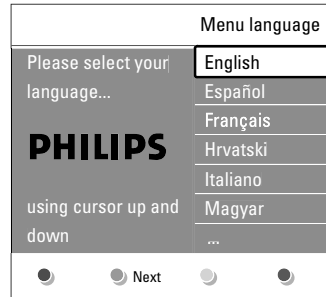 Menu language
Please select your
language...
PHILIPS
using cursor up and
down
English
Español
Français
Hrvatski
Italiano
Magyar
...
Next